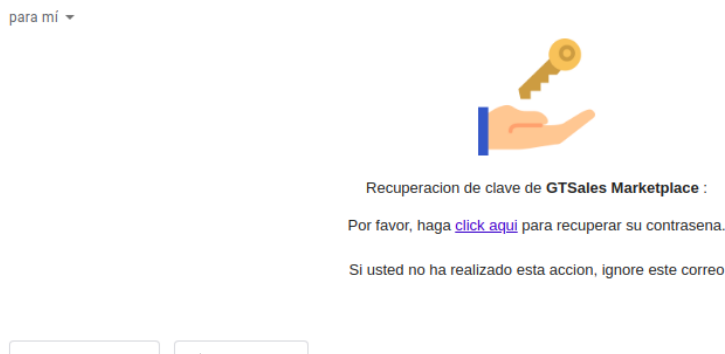 para mí
Recuperacion de clave de GTSales Marketplace :
Por favor, haga click aqui para recuperar su contrasena.
Si usted no ha realizado esta accion, ignore este correo